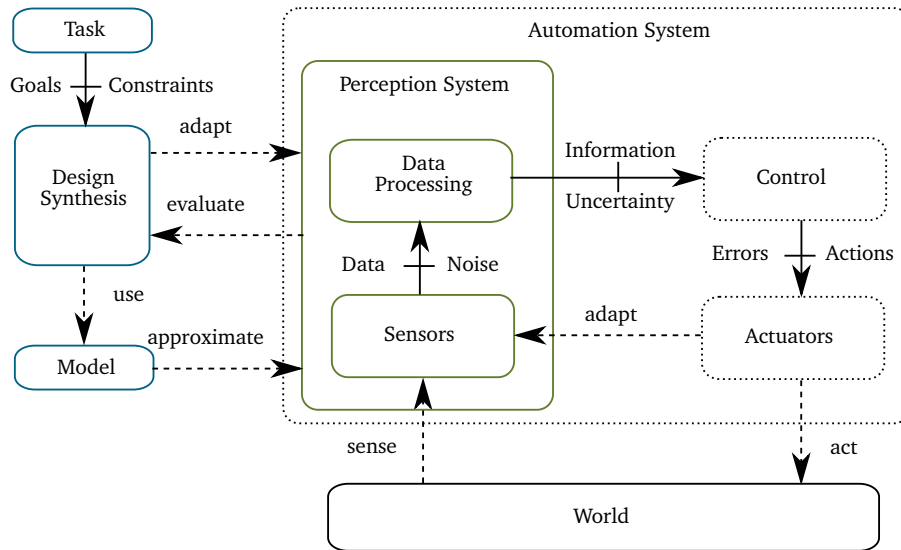 Task
Automation System
Goals
Constraints
Perception System
adapt
Design
Synthesis
Data
Processing
Information
Uncertainty
Control
evaluate
Data
Noise
Errors
Actions
use
Sensors
adapt
Actuators
approximate
Model
sense
act
World